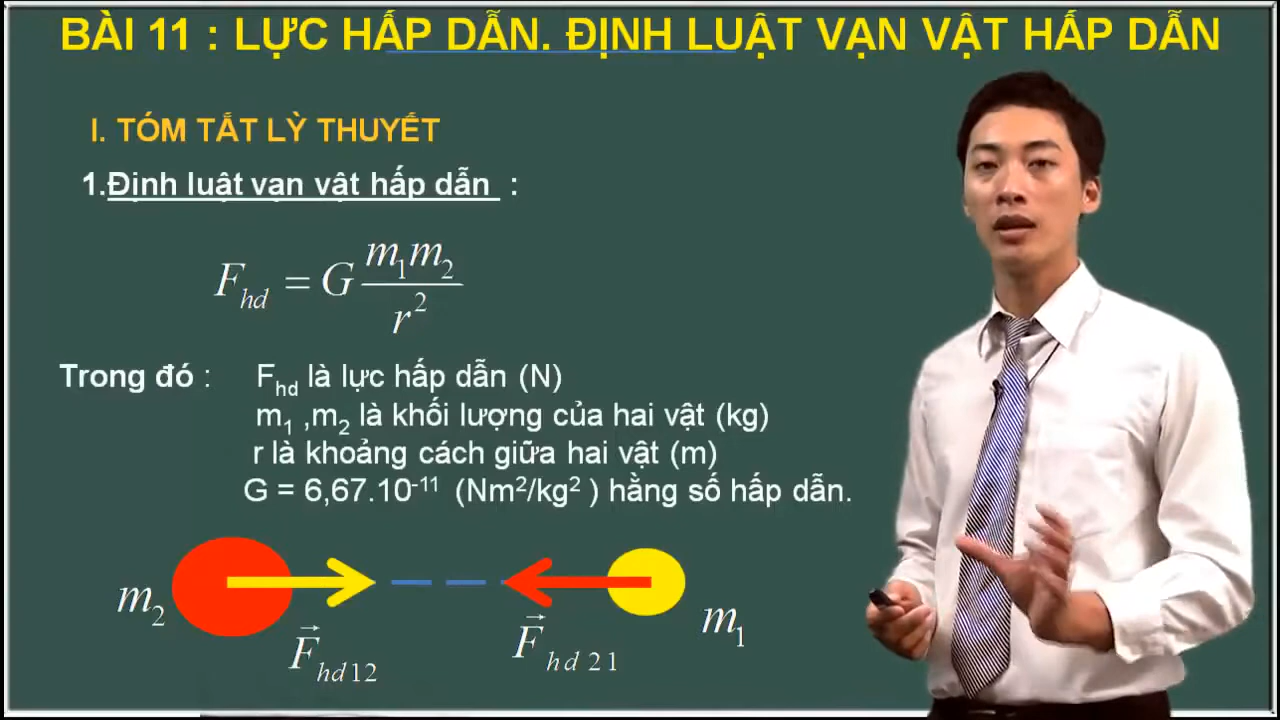 BÀI 11 : LỰC HẤP DẪN. ĐỊNH LUẬT VẠN VẬT HẤP DẪN
I. TÓM TẮT LỲ THUYẾT
1.Định luật vạn vật hấp dẫn :
F_hd = G m₁m₂ / r²
Trong đó : F_hd là lực hấp dẫn (N)
m₁ ,m₂ là khối lượng của hai vật (kg)
r là khoảng cách giữa hai vật (m)
G = 6,67.10⁻¹¹ (Nm²/kg² ) hằng số hấp dẫn.
m₂
F⃗_hd12
F⃗_hd21
m₁